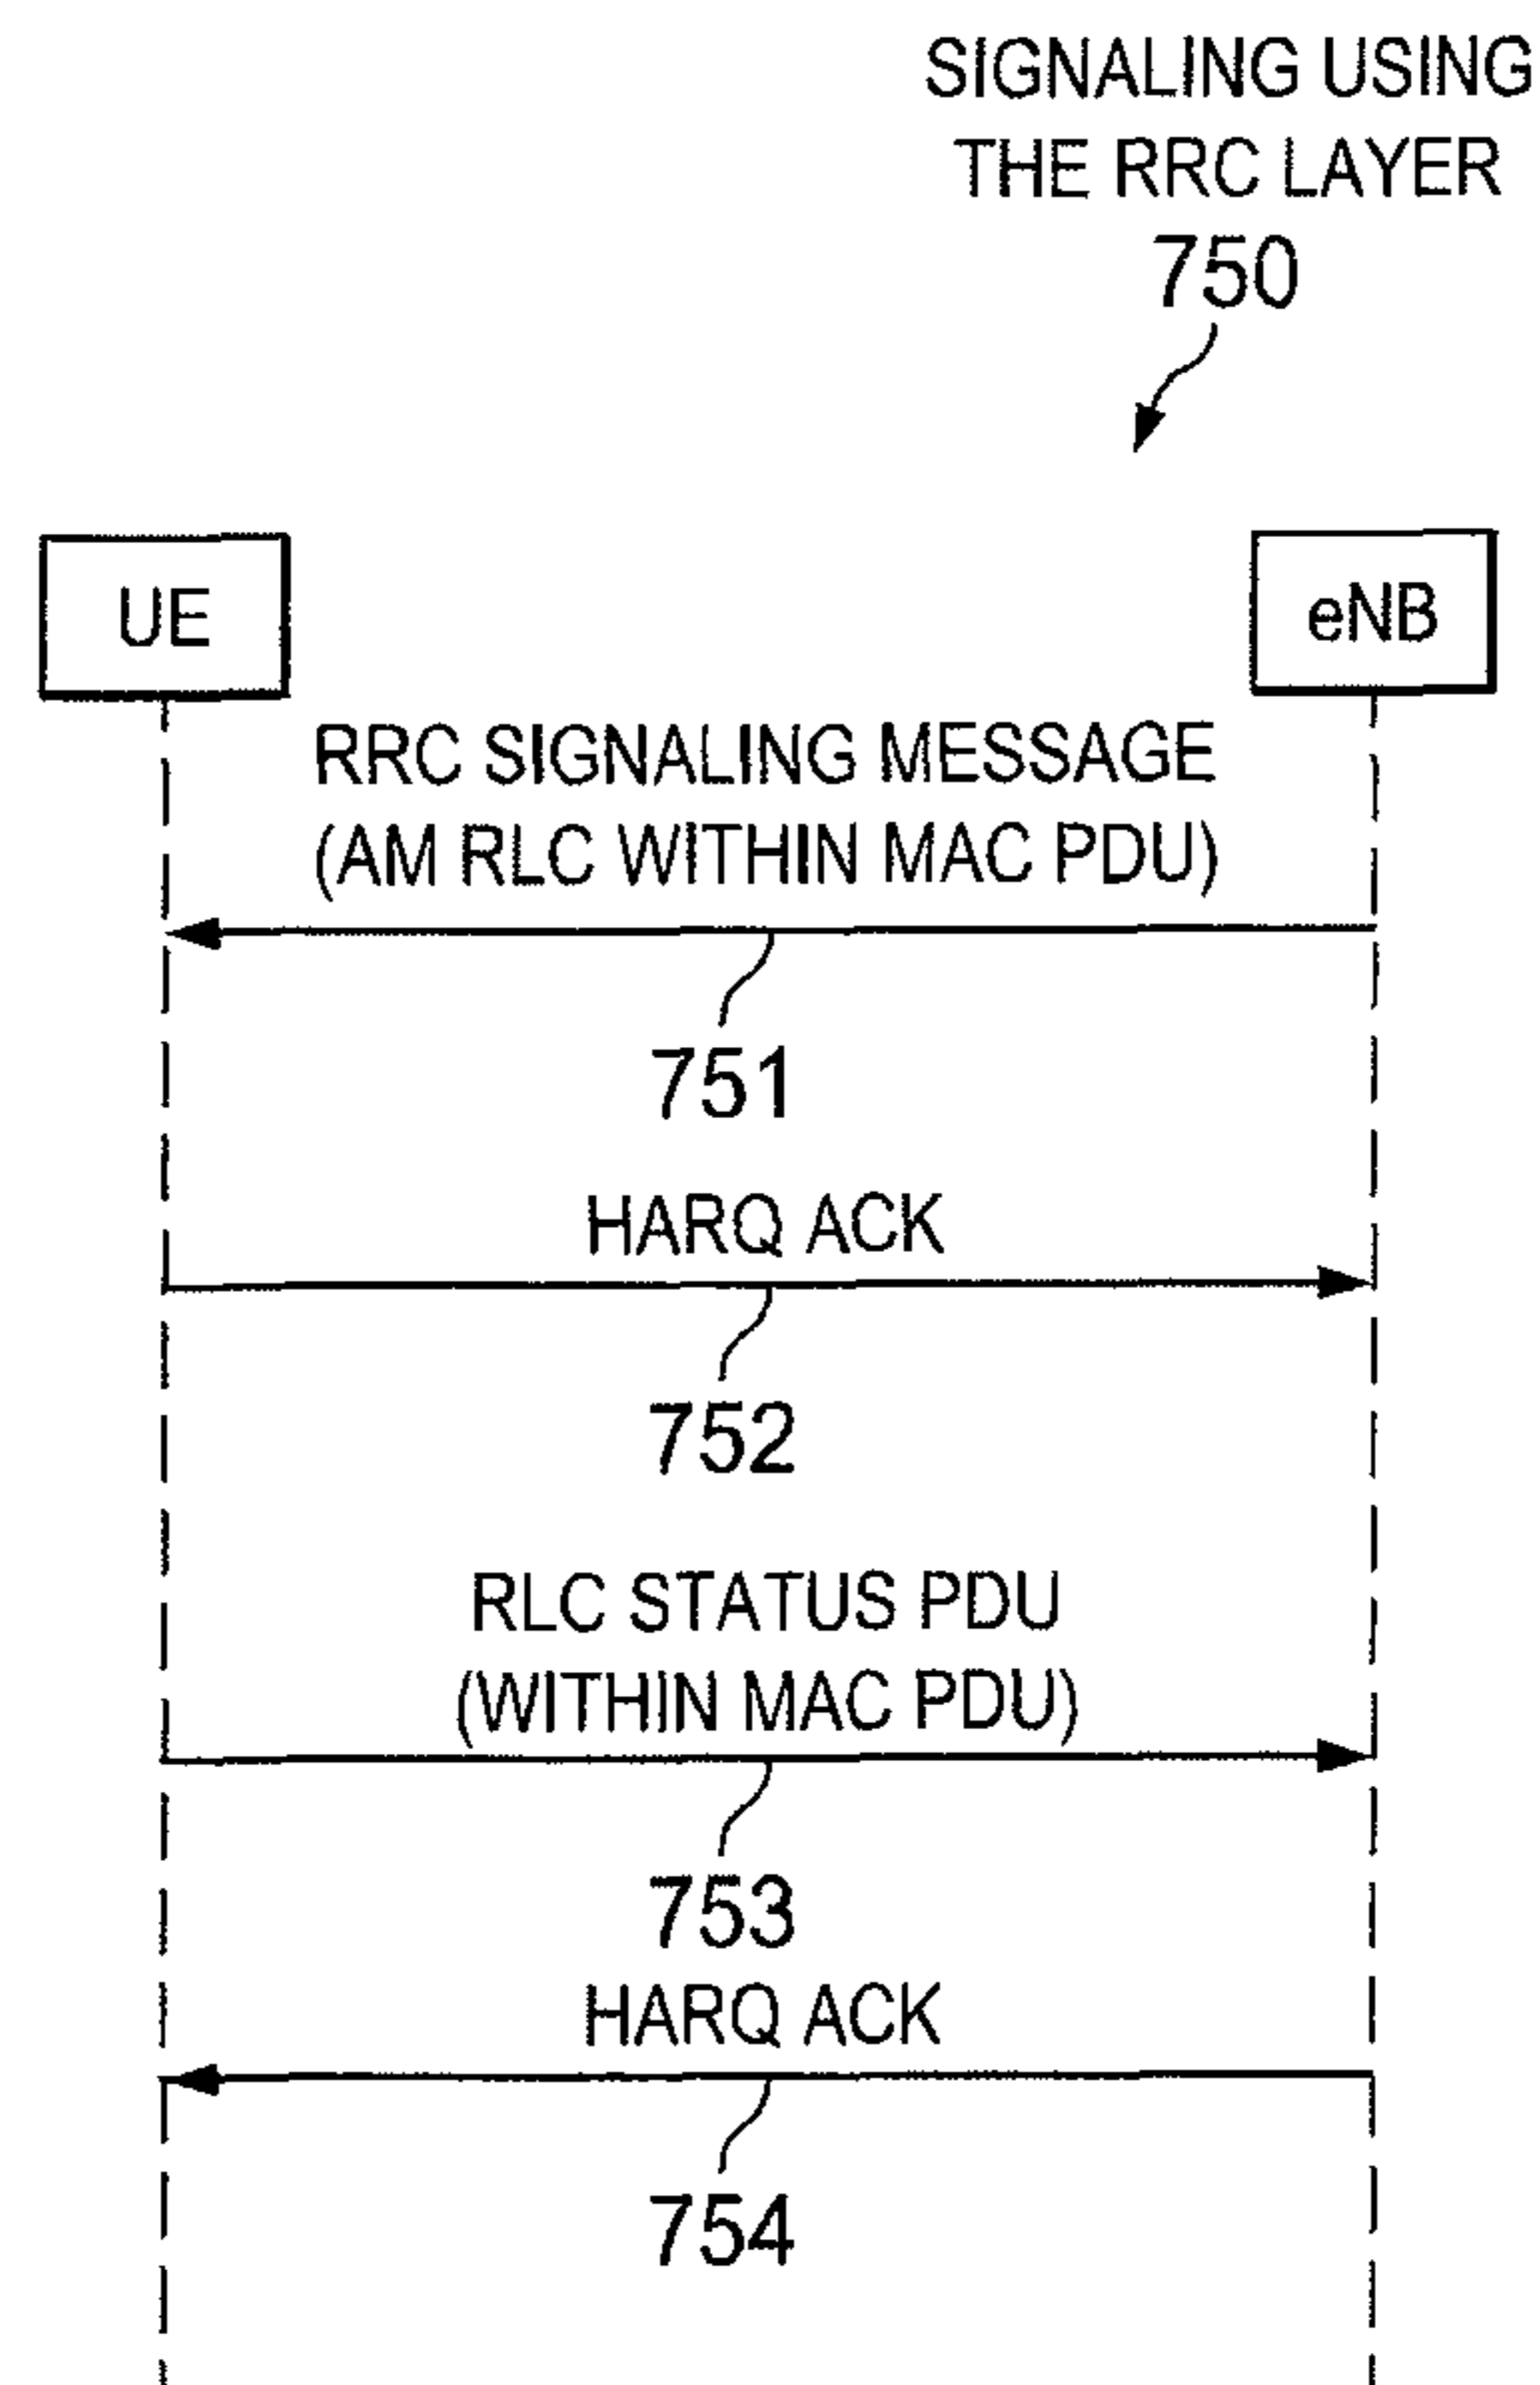 SIGNALING USING
THE RRC LAYER
750
UE
eNB
RRC SIGNALING MESSAGE
(AM RLC WITHIN MAC PDU)
751
HARQ ACK
752
RLC STATUS PDU
(WITHIN MAC PDU)
753
HARQ ACK
754